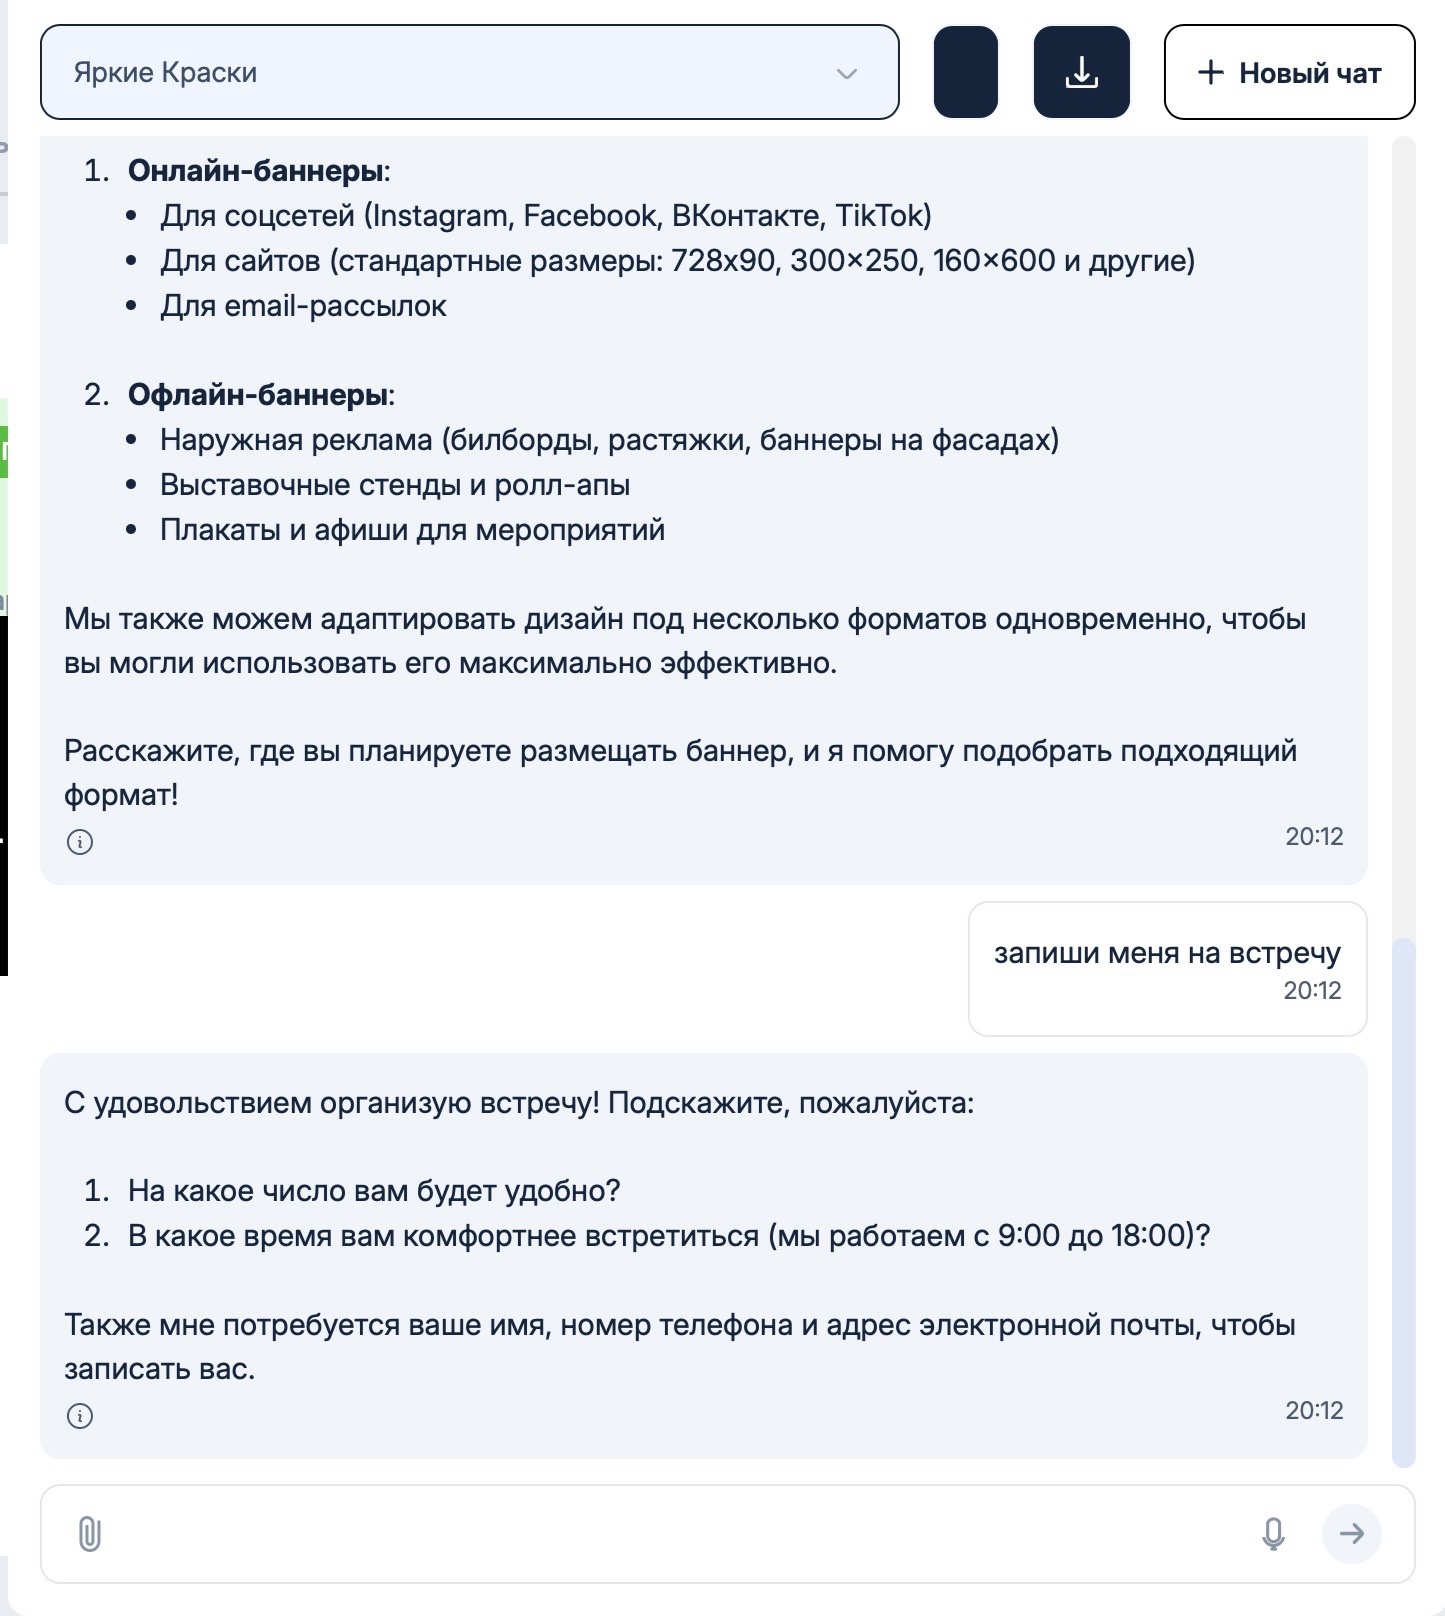 Яркие Краски
Новый чат
1. Онлайн-баннеры:
• Для соцсетей (Instagram, Facebook, ВКонтакте, TikTok)
• Для сайтов (стандартные размеры: 728x90, 300×250, 160×600 и другие)
• Для email-рассылок
2. Офлайн-баннеры:
• Наружная реклама (билборды, растяжки, баннеры на фасадах)
• Выставочные стенды и ролл-апы
• Плакаты и афиши для мероприятий
Мы также можем адаптировать дизайн под несколько форматов одновременно, чтобы
вы могли использовать его максимально эффективно.
Расскажите, где вы планируете размещать баннер, и я помогу подобрать подходящий
формат!
20:12
запиши меня на встречу
20:12
С удовольствием организую встречу! Подскажите, пожалуйста:
1. На какое число вам будет удобно?
2. В какое время вам комфортнее встретиться (мы работаем с 9:00 до 18:00)?
Также мне потребуется ваше имя, номер телефона и адрес электронной почты, чтобы
записать вас.
20:12